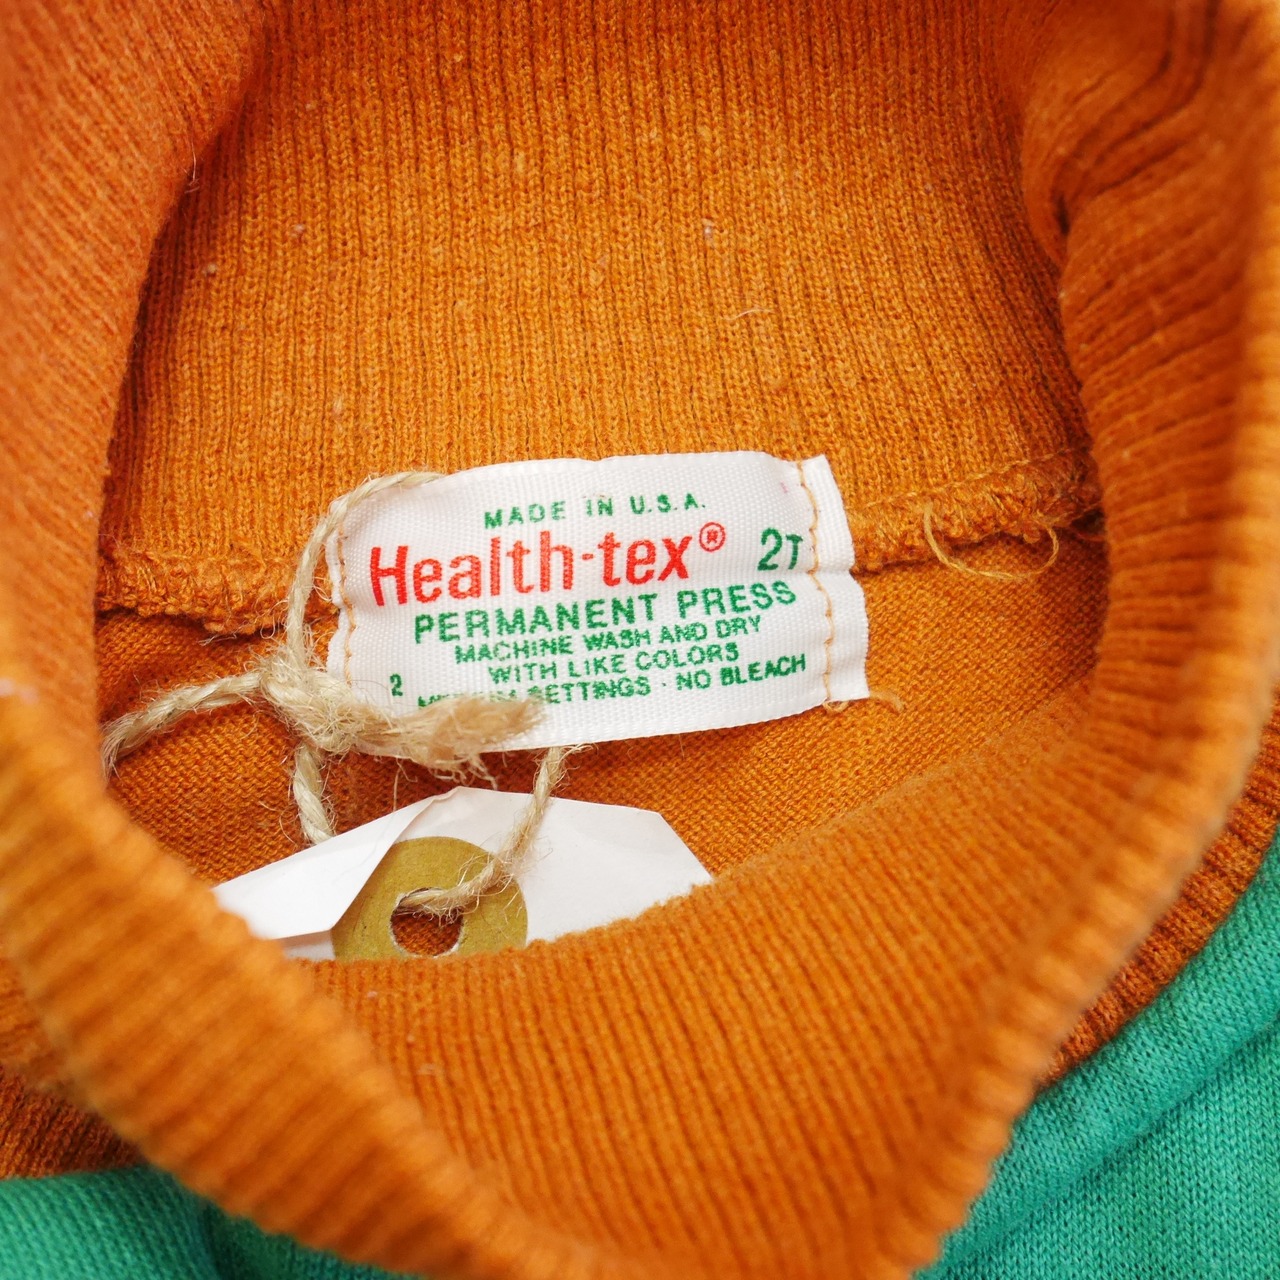 MADE IN U.S.A.
Health-tex® 2T
PERMANENT PRESS
MACHINE WASH AND DRY
WITH LIKE COLORS
2 SETTINGS · NO BLEACH